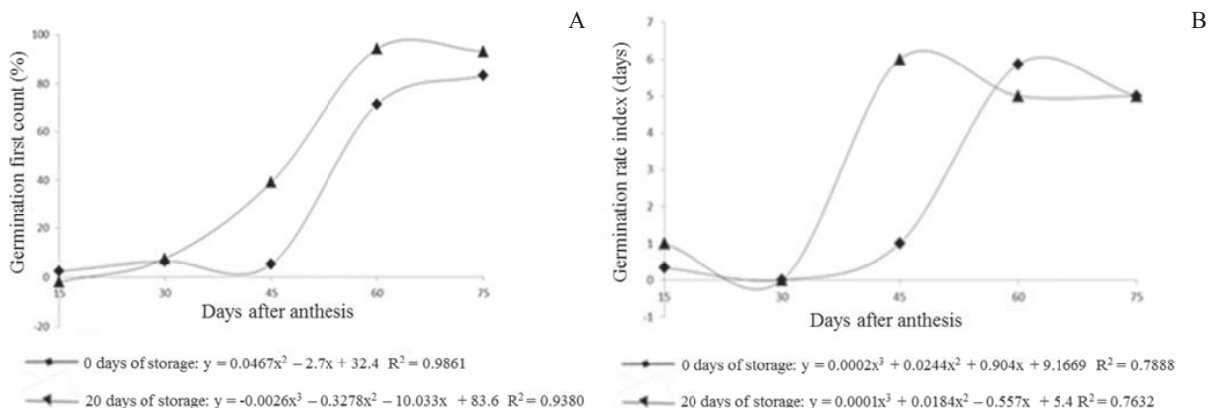 A
Germination first count (%)
100
80
60
40
20
0
-20
15 30 45 60 75
Days after anthesis
0 days of storage: y = 0.0467x² – 2.7x + 32.4 R² = 0.9861
20 days of storage: y = -0.0026x³ – 0.3278x² – 10.033x + 83.6 R² = 0.9380
B
Germination rate index (days)
7
6
5
4
3
2
1
0
-1
15 30 45 60 75
Days after anthesis
0 days of storage: y = 0.0002x³ + 0.0244x² + 0.904x + 9.1669 R² = 0.7888
20 days of storage: y = 0.0001x³ + 0.0184x² – 0.557x + 5.4 R² = 0.7632